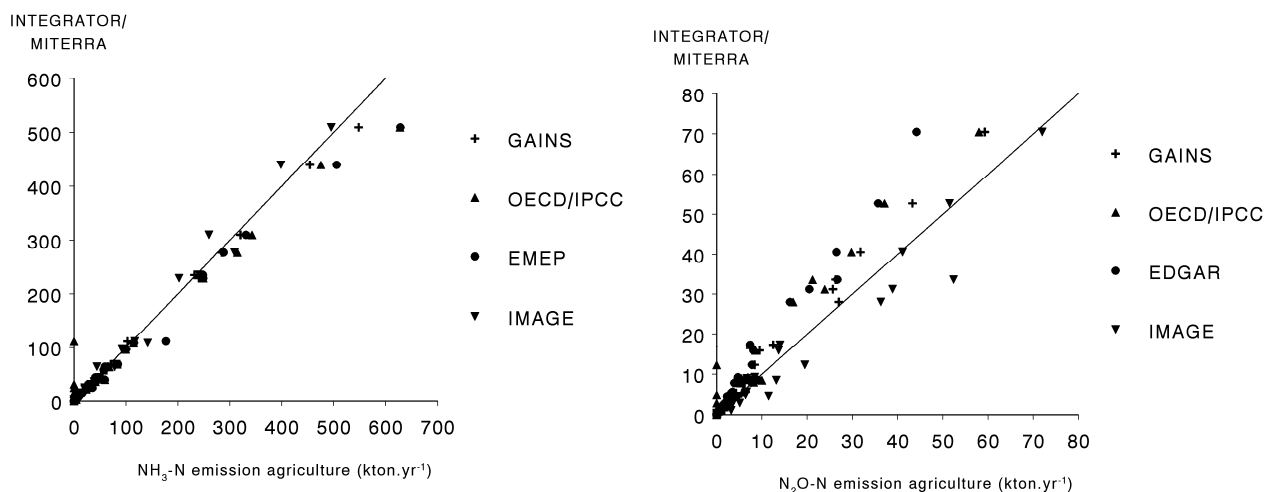 INTEGRATOR/
MITERRA
600
500
400
300
200
100
0
0 100 200 300 400 500 600 700
NH₃-N emission agriculture (kton.yr⁻¹)
GAINS
OECD/IPCC
EMEP
IMAGE
INTEGRATOR/
MITERRA
80
70
60
50
40
30
20
10
0
0 10 20 30 40 50 60 70 80
N₂O-N emission agriculture (kton.yr⁻¹)
GAINS
OECD/IPCC
EDGAR
IMAGE